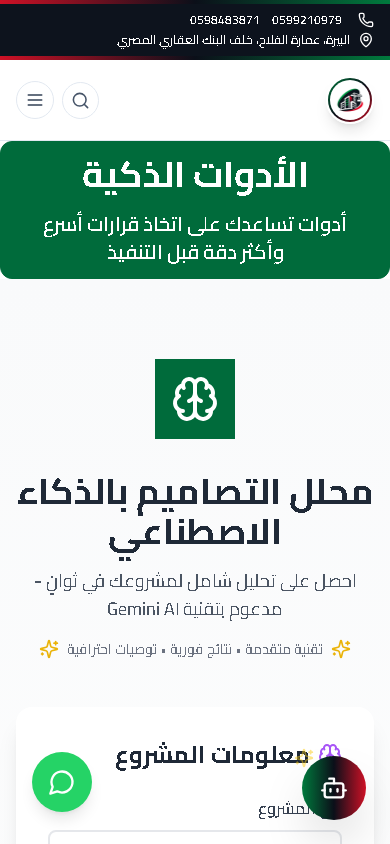 0599210979 0598483871
البيرة، عمارة الفلاح، خلف البنك العقاري المصري
الأدوات الذكية
أدوات تساعدك على اتخاذ قرارات أسرع
وأكثر دقة قبل التنفيذ
محلل التصاميم بالذكاء
الاصطناعي
احصل على تحليل شامل لمشروعك في ثوانٍ -
مدعوم بتقنية Gemini AI
تقنية متقدمة • نتائج فورية • توصيات احترافية
معلومات المشروع
المشروع